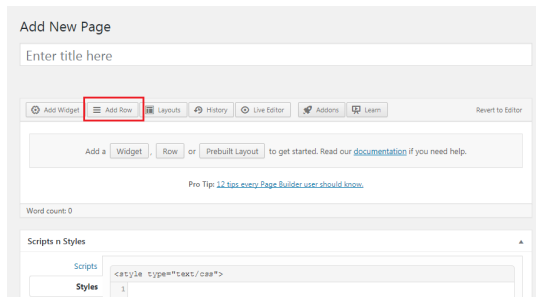 Add New Page
Enter title here
Add Widget Add Row Layouts History Live Editor Addons Learn Revert to Editor
Add a Widget , Row or Prebuilt Layout to get started. Read our documentation if you need help.
Pro Tip: 12 tips every Page Builder user should know.
Word count: 0
Scripts n Styles
Scripts
<style type="text/css">
Styles
1